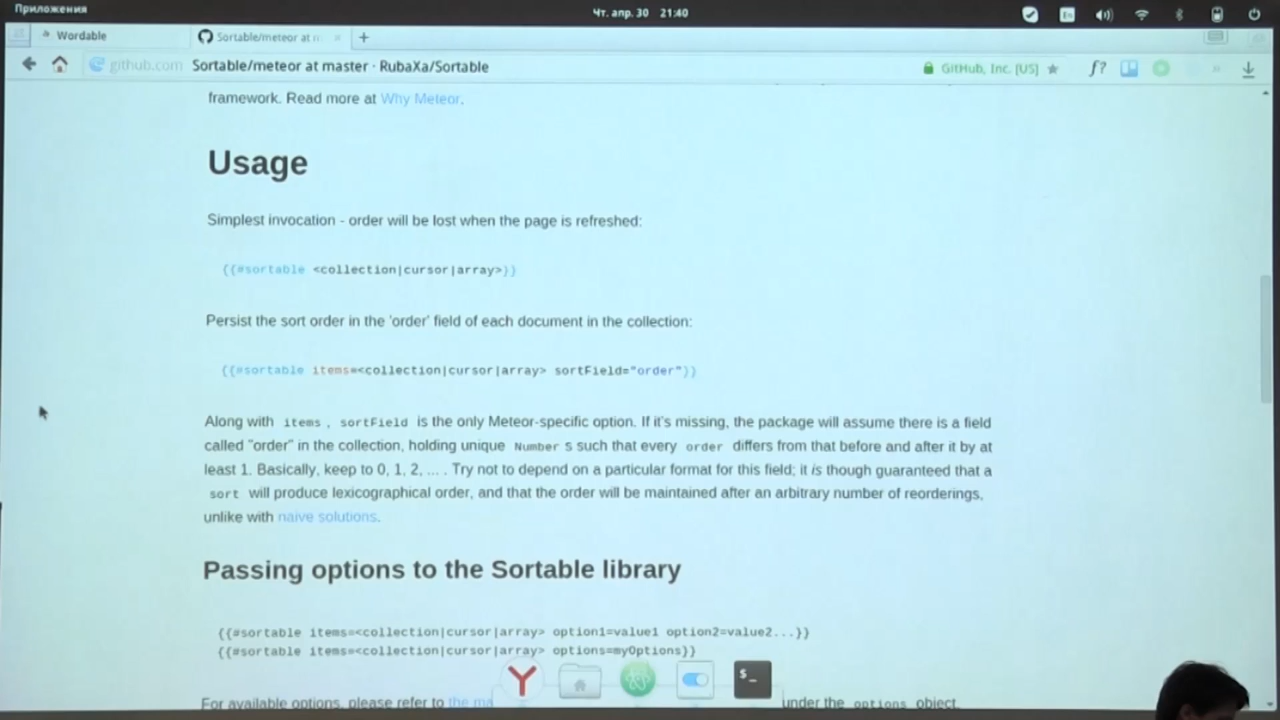 Приложения
Чт. апр. 30 21:40
En
Wordable
Sortable/meteor at
+
github.com Sortable/meteor at master · RubaXa/Sortable
GitHub, Inc. [US]
f?
framework. Read more at Why Meteor.
Usage
Simplest invocation - order will be lost when the page is refreshed:
{{#sortable <collection|cursor|array>}}
Persist the sort order in the 'order' field of each document in the collection:
{{#sortable items=<collection|cursor|array> sortField="order"}}
Along with items , sortField is the only Meteor-specific option. If it's missing, the package will assume there is a field
called "order" in the collection, holding unique Number s such that every order differs from that before and after it by at
least 1. Basically, keep to 0, 1, 2, ... . Try not to depend on a particular format for this field; it is though guaranteed that a
sort will produce lexicographical order, and that the order will be maintained after an arbitrary number of reorderings,
unlike with naive solutions.
Passing options to the Sortable library
{{#sortable items=<collection|cursor|array> option1=value1 option2=value2...}}
{{#sortable items=<collection|cursor|array> options=myOptions}}
For available options, please refer to the ma under the options object.
Y
$_